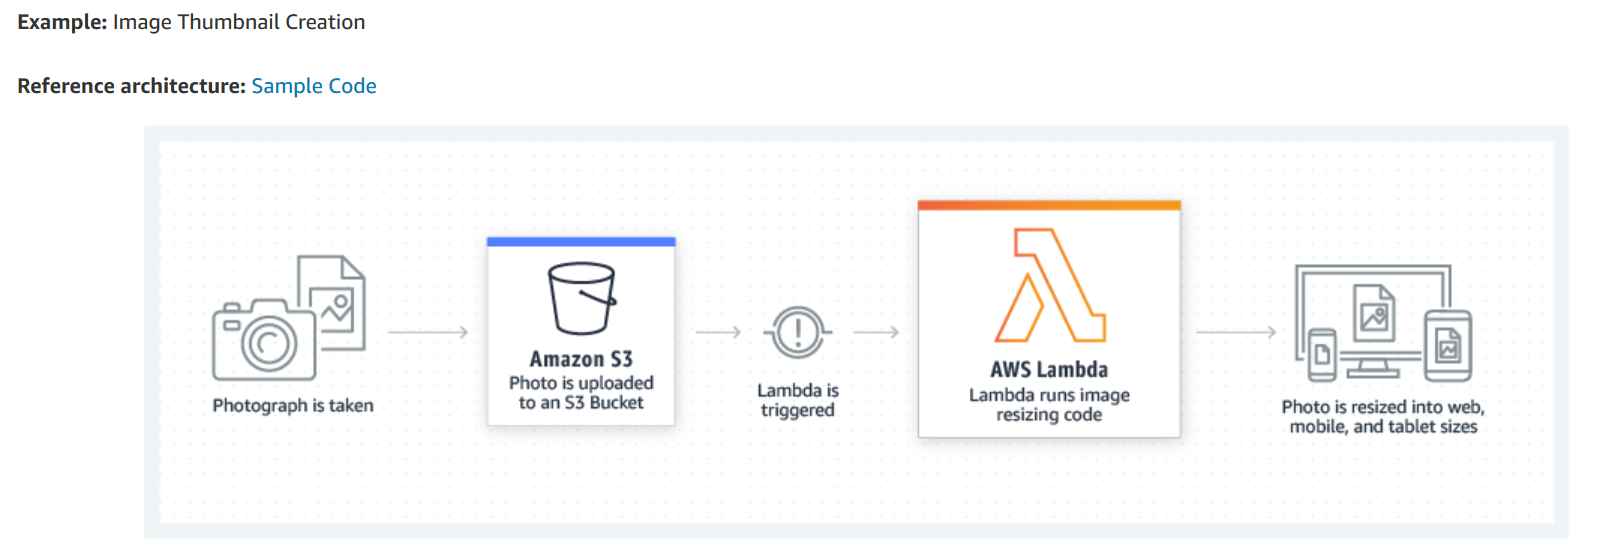 Example: Image Thumbnail Creation
Reference architecture: Sample Code
Photograph is taken
Amazon S3
Photo is uploaded
to an S3 Bucket
Lambda is
triggered
AWS Lambda
Lambda runs image
resizing code
Photo is resized into web,
mobile, and tablet sizes